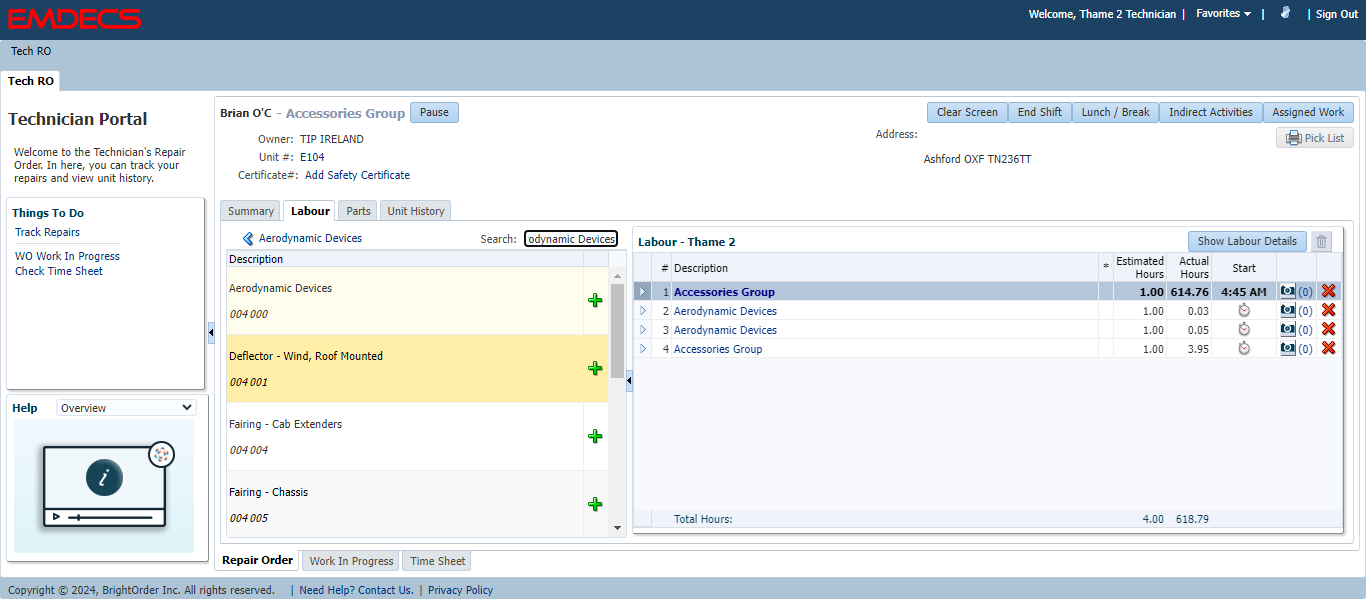 EMDECS
Welcome, Thame 2 Technician | Favorites | | Sign Out
Tech RO
Tech RO
Technician Portal
Welcome to the Technician's Repair
Order. In here, you can track your
repairs and view unit history.
Things To Do
Track Repairs
WO Work In Progress
Check Time Sheet
Help Overview
i
Brian O'C - Accessories Group Pause
Clear Screen End Shift Lunch / Break Indirect Activities Assigned Work
Pick List
Owner: TIP IRELAND
Unit #: E104
Certificate#: Add Safety Certificate
Address:
Ashford OXF TN236TT
Summary Labour Parts Unit History
Aerodynamic Devices Search: odynamic Devices
Description
Aerodynamic Devices
004 000
Deflector - Wind, Roof Mounted
004 001
Fairing - Cab Extenders
004 004
Fairing - Chassis
004 005
Labour - Thame 2 Show Labour Details
# Description * Estimated Hours Actual Hours Start
1 Accessories Group 1.00 614.76 4:45 AM (0)
2 Aerodynamic Devices 1.00 0.03 (0)
3 Aerodynamic Devices 1.00 0.05 (0)
4 Accessories Group 1.00 3.95 (0)
Total Hours: 4.00 618.79
Repair Order Work In Progress Time Sheet
Copyright © 2024, BrightOrder Inc. All rights reserved. | Need Help? Contact Us. | Privacy Policy